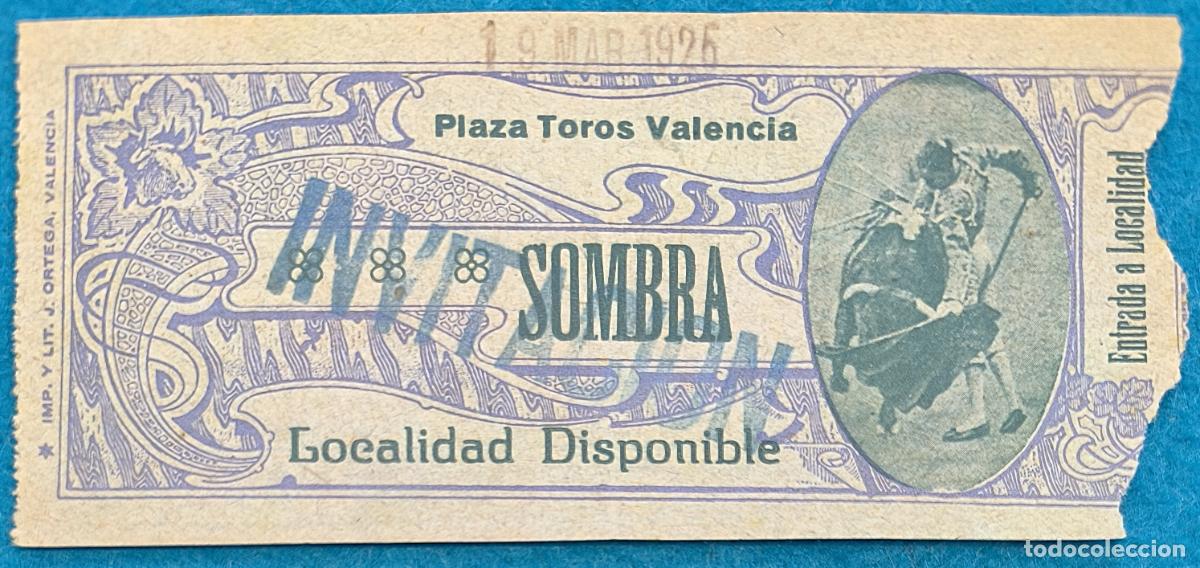 19 MAR 1926
Plaza Toros Valencia
INVITACION
SOMBRA
Localidad Disponible
Entrada a Localidad
* IMP. Y LIT. J. ORTEGA, VALENCIA
todocoleccion